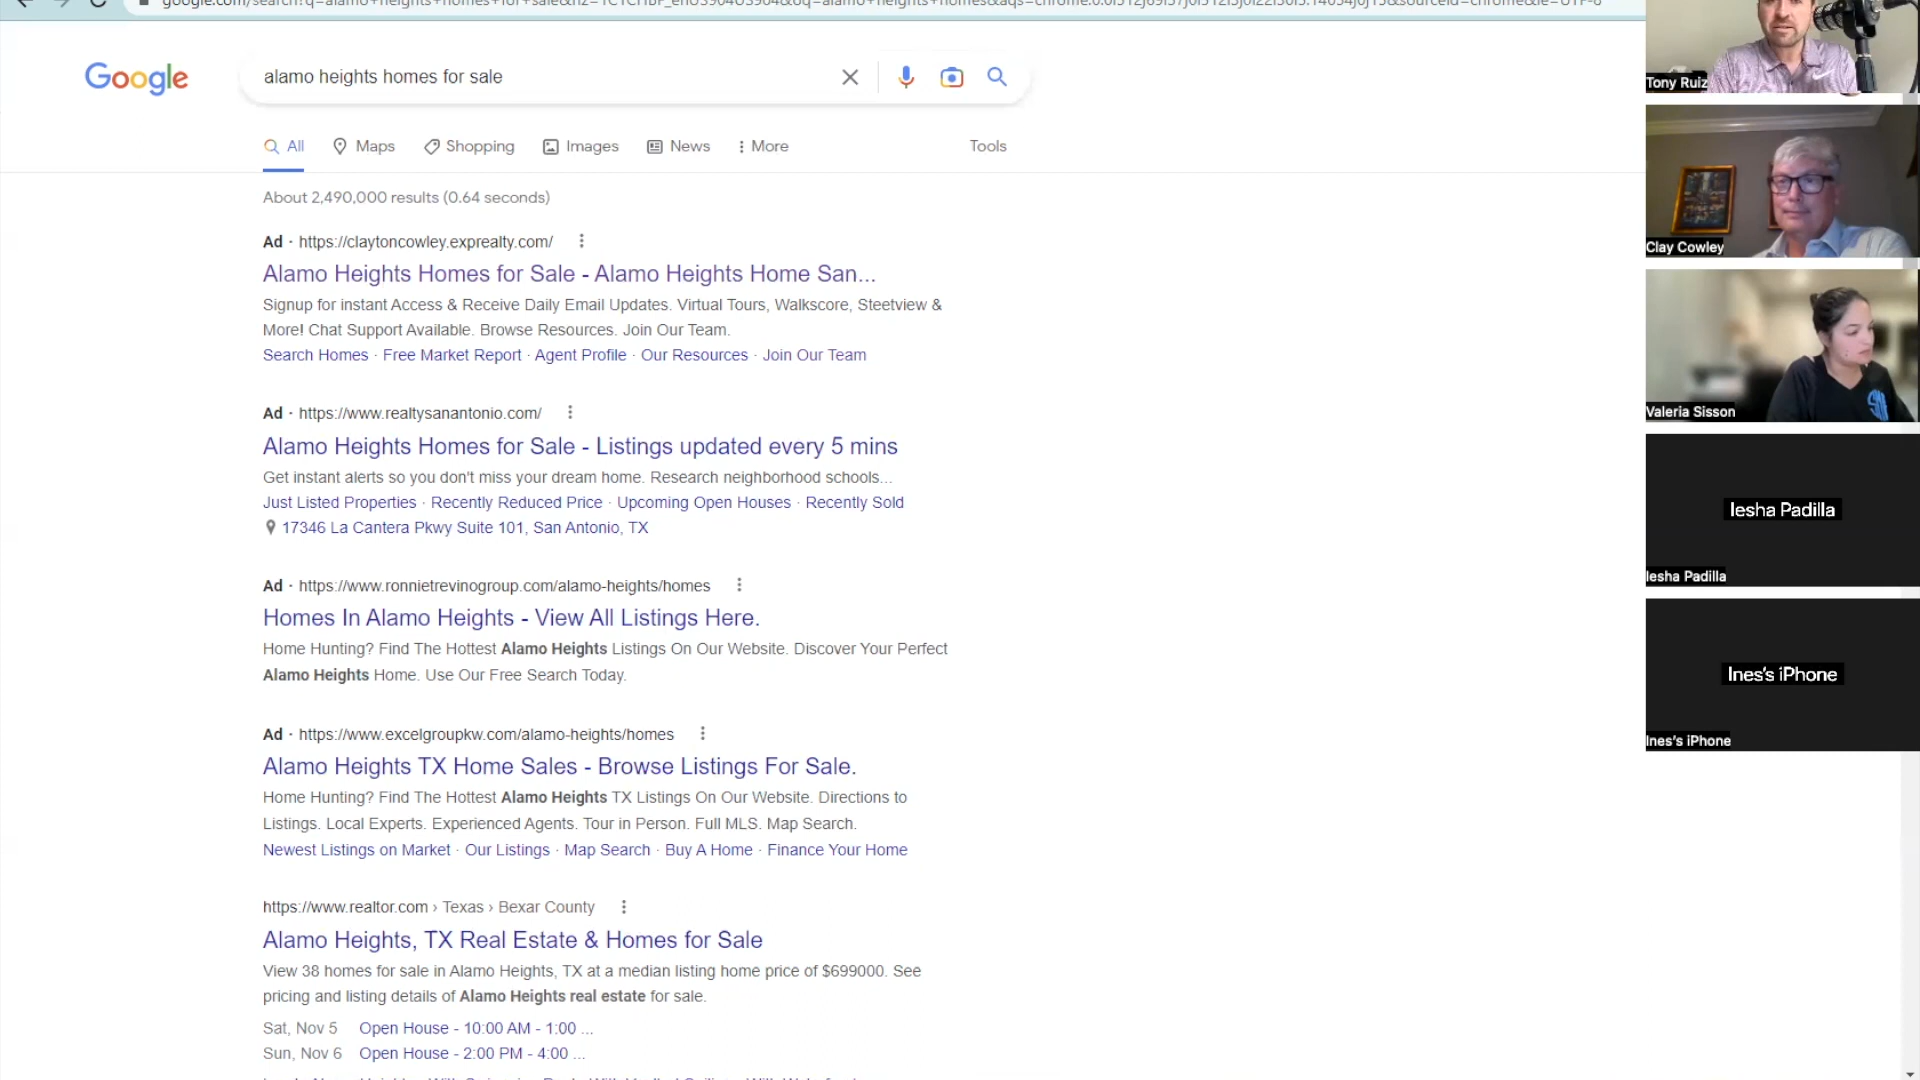 Google
alamo heights homes for sale
All
Maps
Shopping
Images
News
More
Tools
About 2,490,000 results (0.64 seconds)
Ad · https://claytoncowley.exprealty.com/
Alamo Heights Homes for Sale - Alamo Heights Home San...
Signup for instant Access & Receive Daily Email Updates. Virtual Tours, Walkscore, Steetview &
More! Chat Support Available. Browse Resources. Join Our Team.
Search Homes · Free Market Report · Agent Profile · Our Resources · Join Our Team
Ad · https://www.realtysanantonio.com/
Alamo Heights Homes for Sale - Listings updated every 5 mins
Get instant alerts so you don't miss your dream home. Research neighborhood schools...
Just Listed Properties · Recently Reduced Price · Upcoming Open Houses · Recently Sold
17346 La Cantera Pkwy Suite 101, San Antonio, TX
Ad · https://www.ronnietrevinogroup.com/alamo-heights/homes
Homes In Alamo Heights - View All Listings Here.
Home Hunting? Find The Hottest Alamo Heights Listings On Our Website. Discover Your Perfect
Alamo Heights Home. Use Our Free Search Today.
Ad · https://www.excelgroupkw.com/alamo-heights/homes
Alamo Heights TX Home Sales - Browse Listings For Sale.
Home Hunting? Find The Hottest Alamo Heights TX Listings On Our Website. Directions to
Listings. Local Experts. Experienced Agents. Tour in Person. Full MLS. Map Search.
Newest Listings on Market · Our Listings · Map Search · Buy A Home · Finance Your Home
https://www.realtor.com › Texas › Bexar County
Alamo Heights, TX Real Estate & Homes for Sale
View 38 homes for sale in Alamo Heights, TX at a median listing home price of $699000. See
pricing and listing details of Alamo Heights real estate for sale.
Sat, Nov 5 Open House - 10:00 AM - 1:00 ...
Sun, Nov 6 Open House - 2:00 PM - 4:00 ...
Tony Ruiz
Clay Cowley
Valeria Sisson
Iesha Padilla
Iesha Padilla
Ines's iPhone
Ines's iPhone